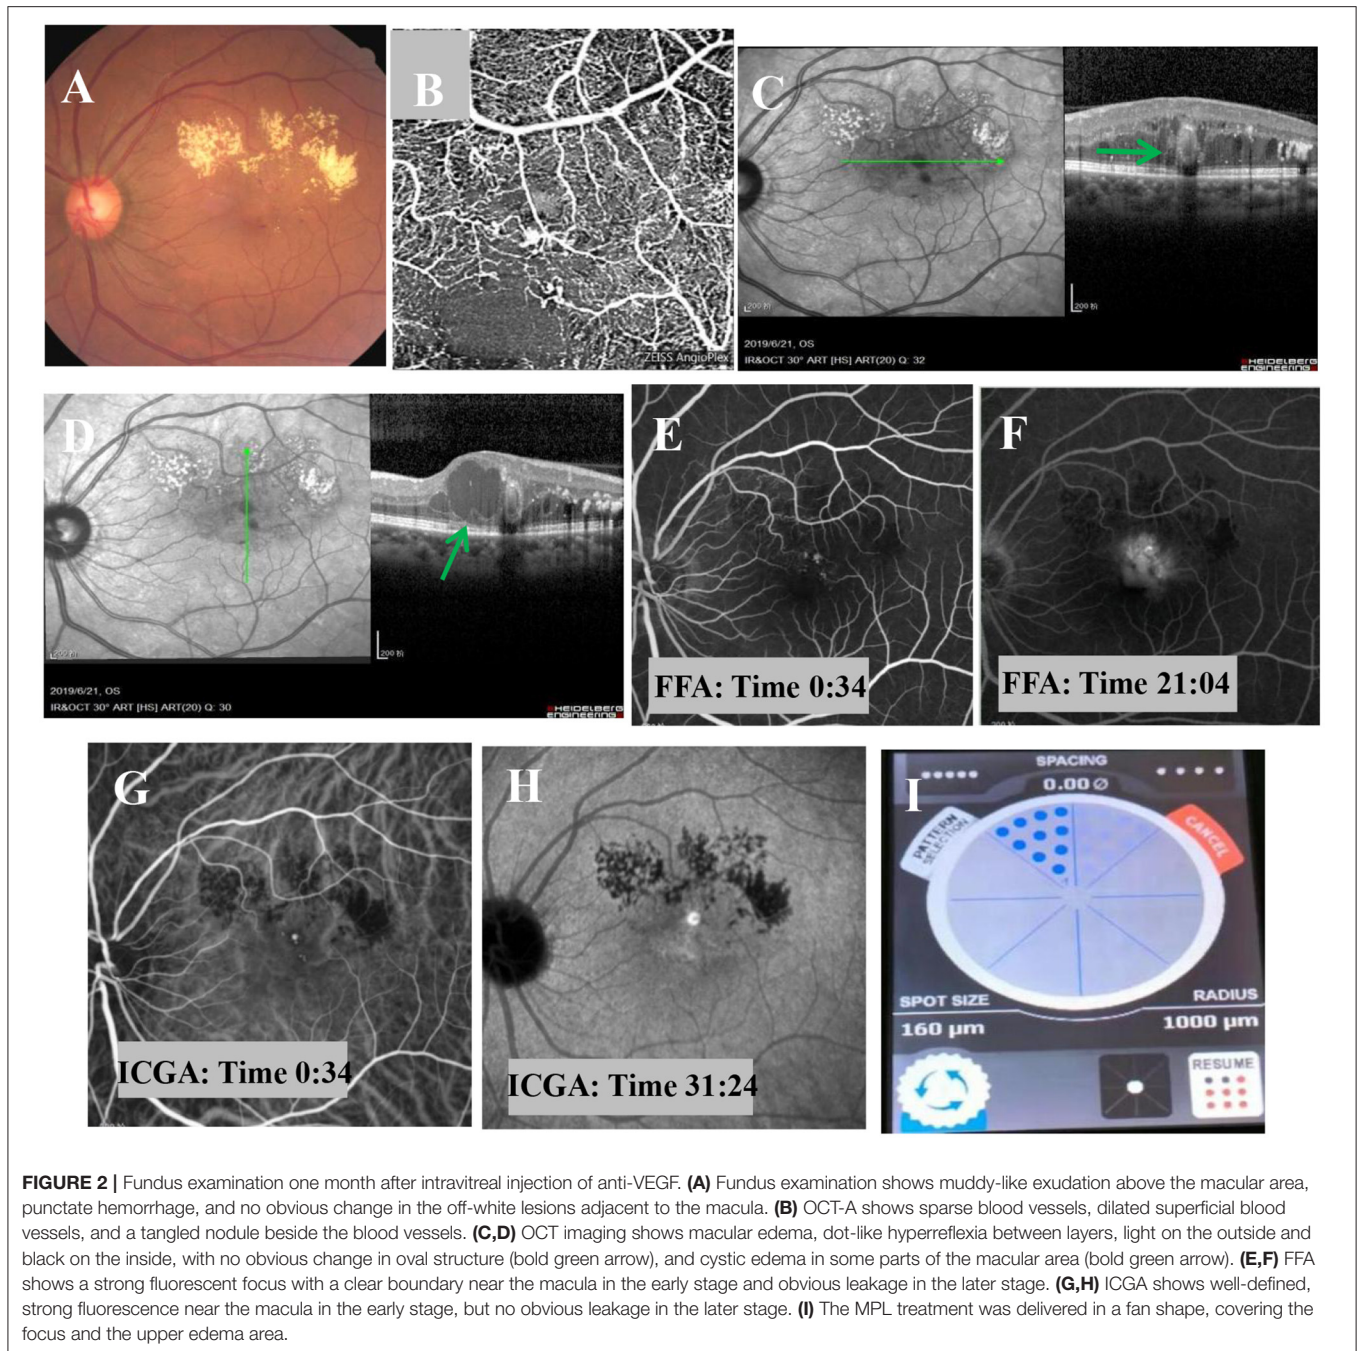 A
B
ZEISS AngioPlex
C
200
200
2019/6/21, OS
IR&OCT 30° ART [HS] ART(20) Q: 32
HEIDELBERG
ENGINEERING
D
200
200
2019/6/21, OS
IR&OCT 30° ART [HS] ART(20) Q: 30
HEIDELBERG
ENGINEERING
E
FFA: Time 0:34
F
FFA: Time 21:04
G
ICGA: Time 0:34
H
ICGA: Time 31:24
I
SPACING
0.00 Ø
PATTERN
SELECTION
CANCEL
SPOT SIZE
RADIUS
160 µm
1000 µm
RESUME
FIGURE 2 | Fundus examination one month after intravitreal injection of anti-VEGF. (A) Fundus examination shows muddy-like exudation above the macular area,
punctate hemorrhage, and no obvious change in the off-white lesions adjacent to the macula. (B) OCT-A shows sparse blood vessels, dilated superficial blood
vessels, and a tangled nodule beside the blood vessels. (C,D) OCT imaging shows macular edema, dot-like hyperreflexia between layers, light on the outside and
black on the inside, with no obvious change in oval structure (bold green arrow), and cystic edema in some parts of the macular area (bold green arrow). (E,F) FFA
shows a strong fluorescent focus with a clear boundary near the macula in the early stage and obvious leakage in the later stage. (G,H) ICGA shows well-defined,
strong fluorescence near the macula in the early stage, but no obvious leakage in the later stage. (I) The MPL treatment was delivered in a fan shape, covering the
focus and the upper edema area.